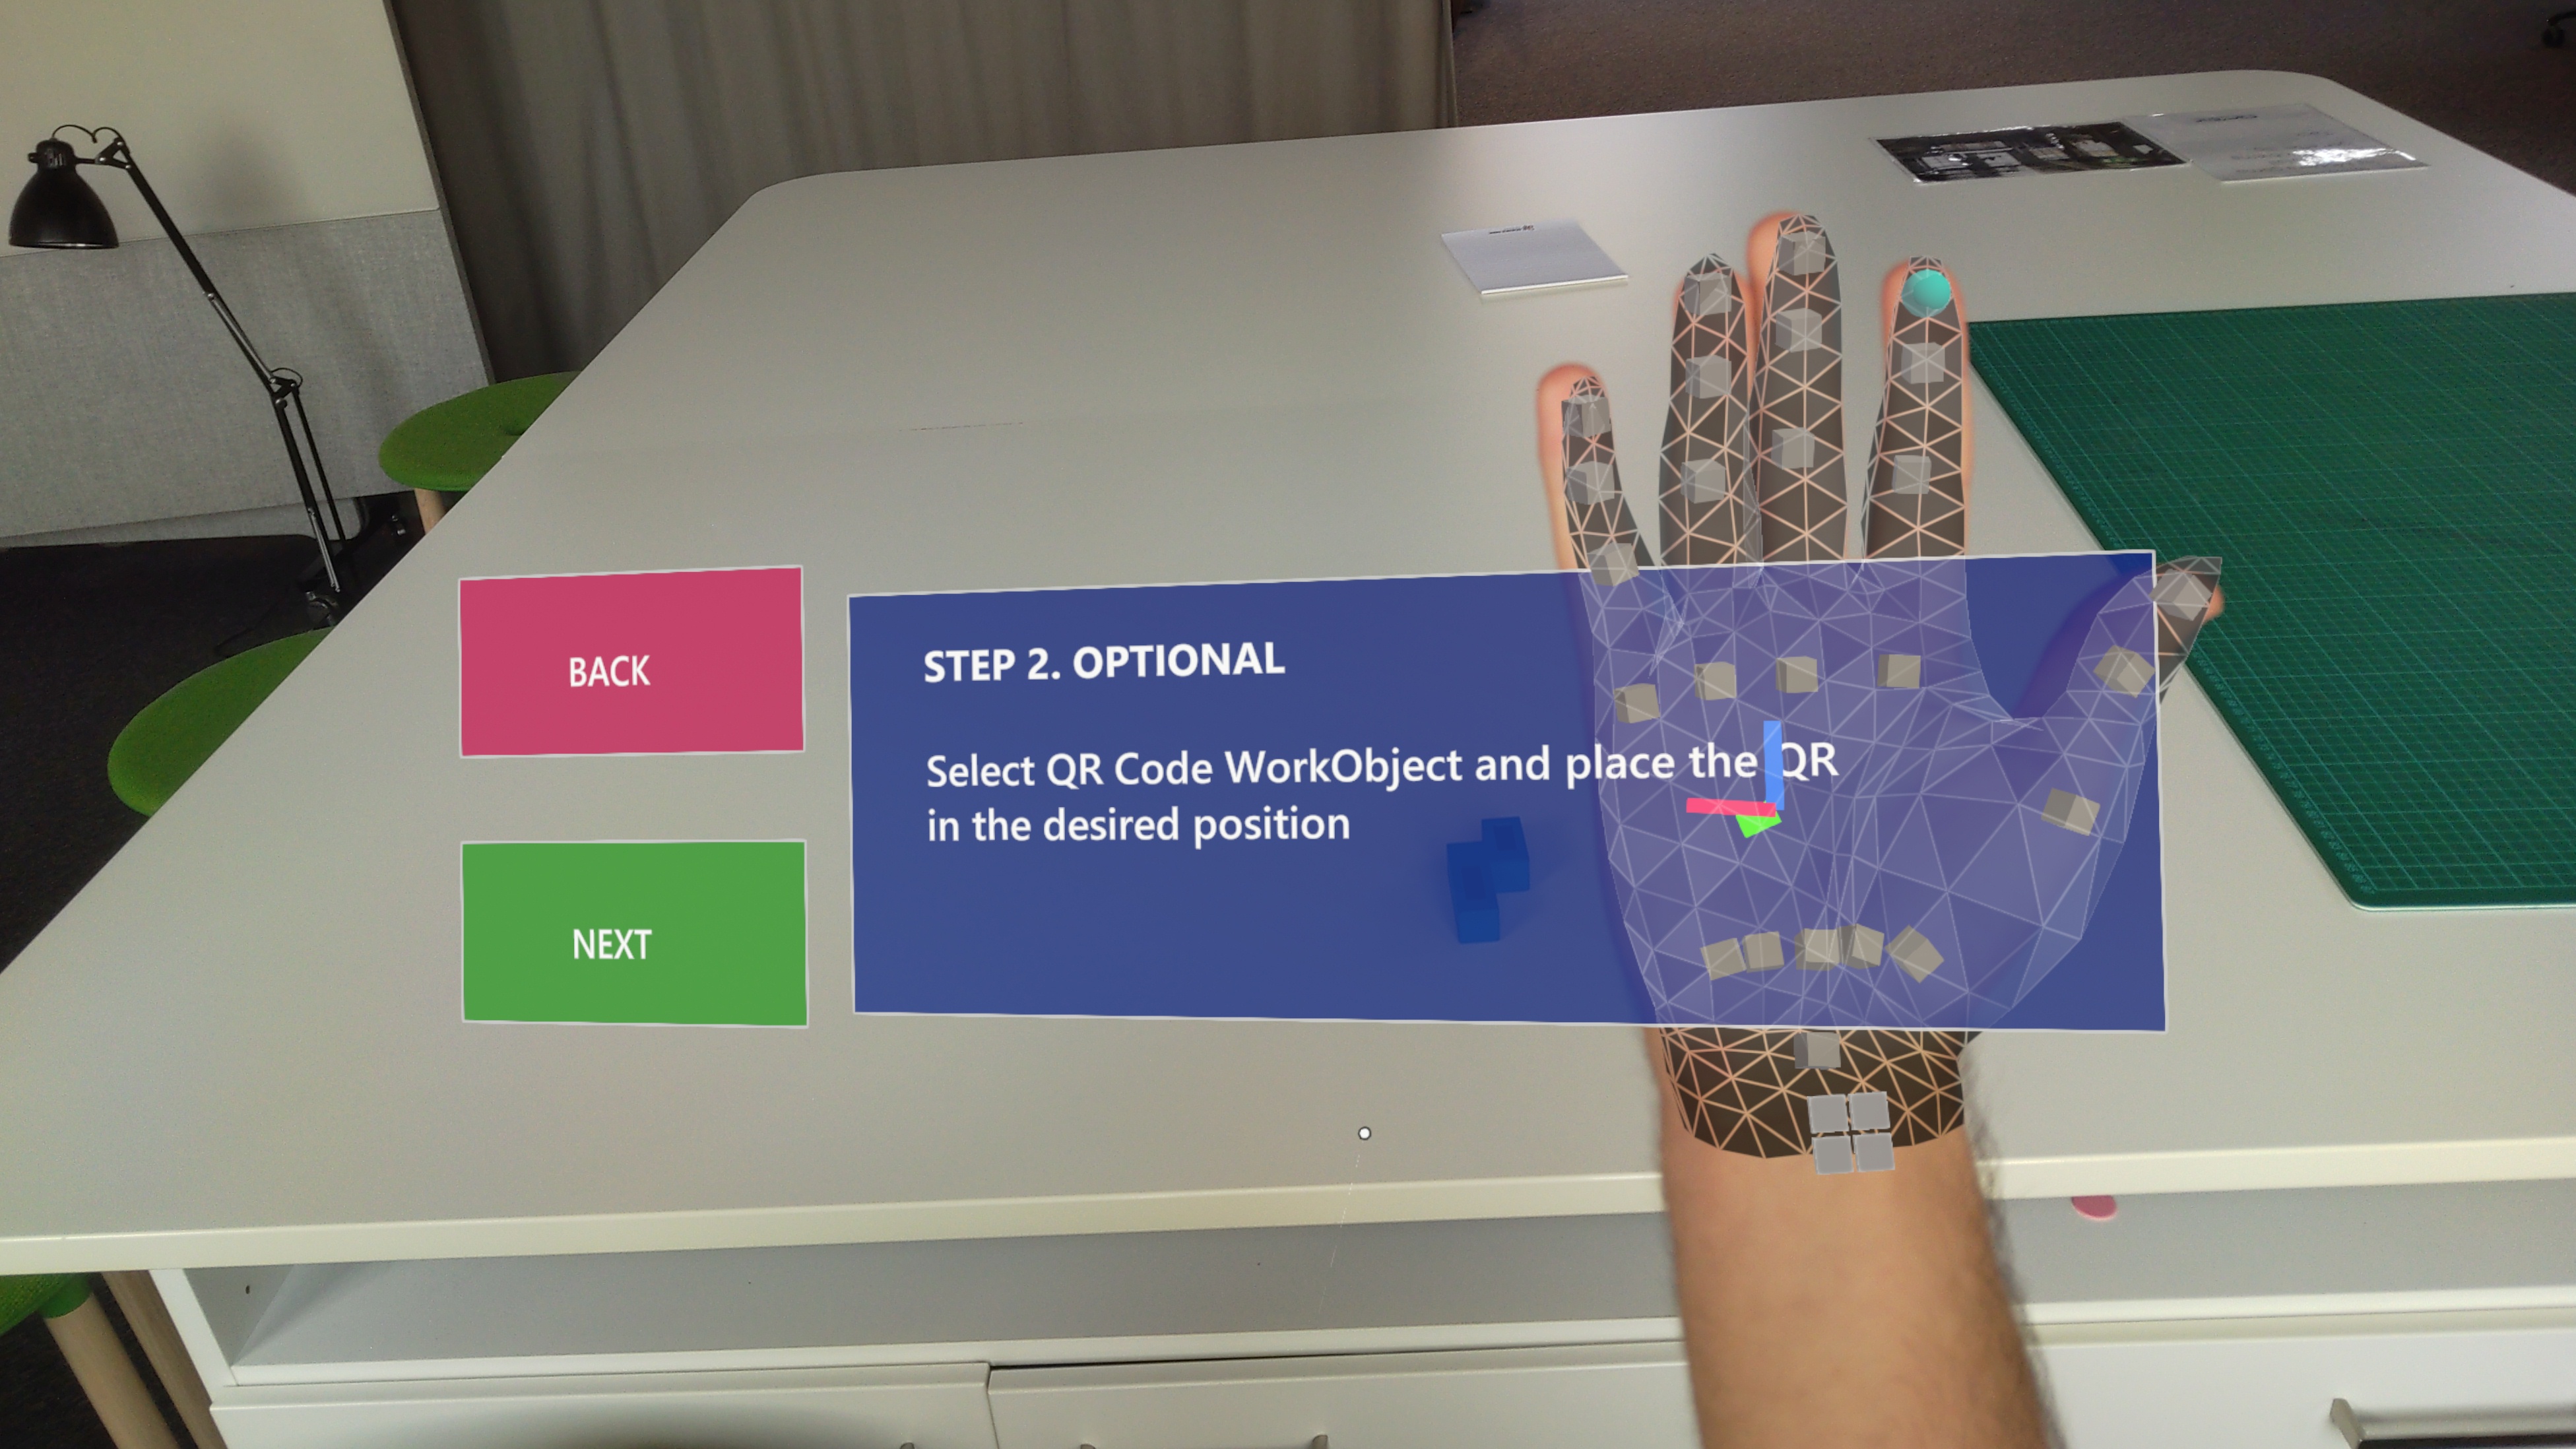 BACK
NEXT
STEP 2. OPTIONAL
Select QR Code WorkObject and place the QR
in the desired position